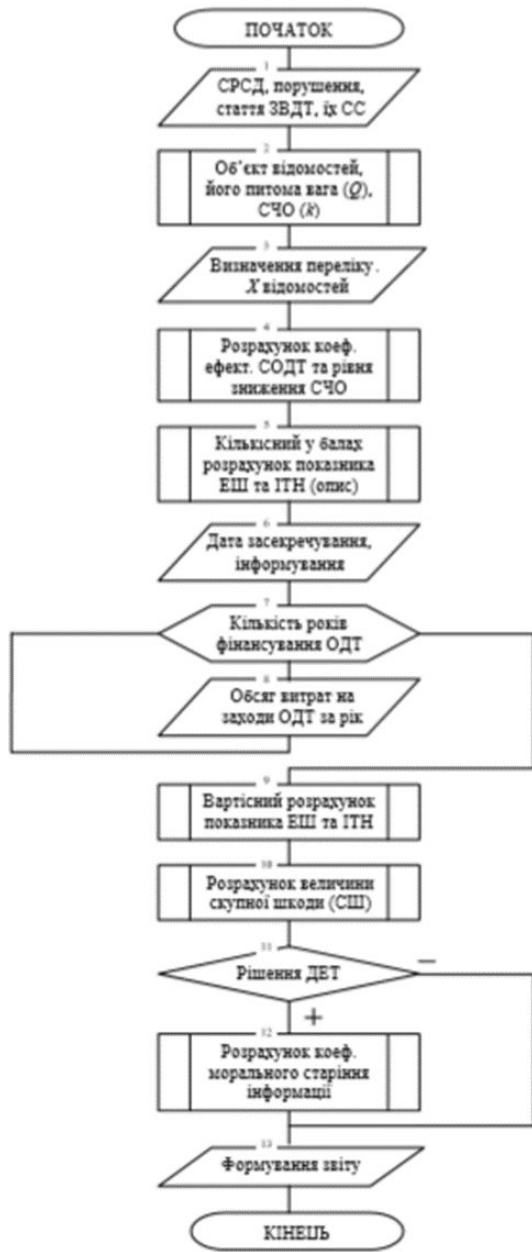 ПОЧАТОК
1
СРСД, порушення,
стаття ЗВДТ, їх СС
2
Об’єкт відомостей,
його питома вага (Q),
СЧО (k)
3
Визначення переліку.
X відомостей
4
Розрахунок коеф.
ефект. СОДТ та рівня
зниження СЧО
5
Кількісний у балах
розрахунок показника
ЕШ та ІТН (опис)
6
Дата засекречування,
інформування
7
Кількість років
фінансування ОДТ
8
Обсяг витрат на
заходи ОДТ за рік
9
Вартісний розрахунок
показника ЕШ та ІТН
10
Розрахунок величини
скупної шкоди (СШ)
11
Рішення ДЕТ
−
+
12
Розрахунок коеф.
морального старіння
інформації
13
Формування звіту
КІНЕЦЬ